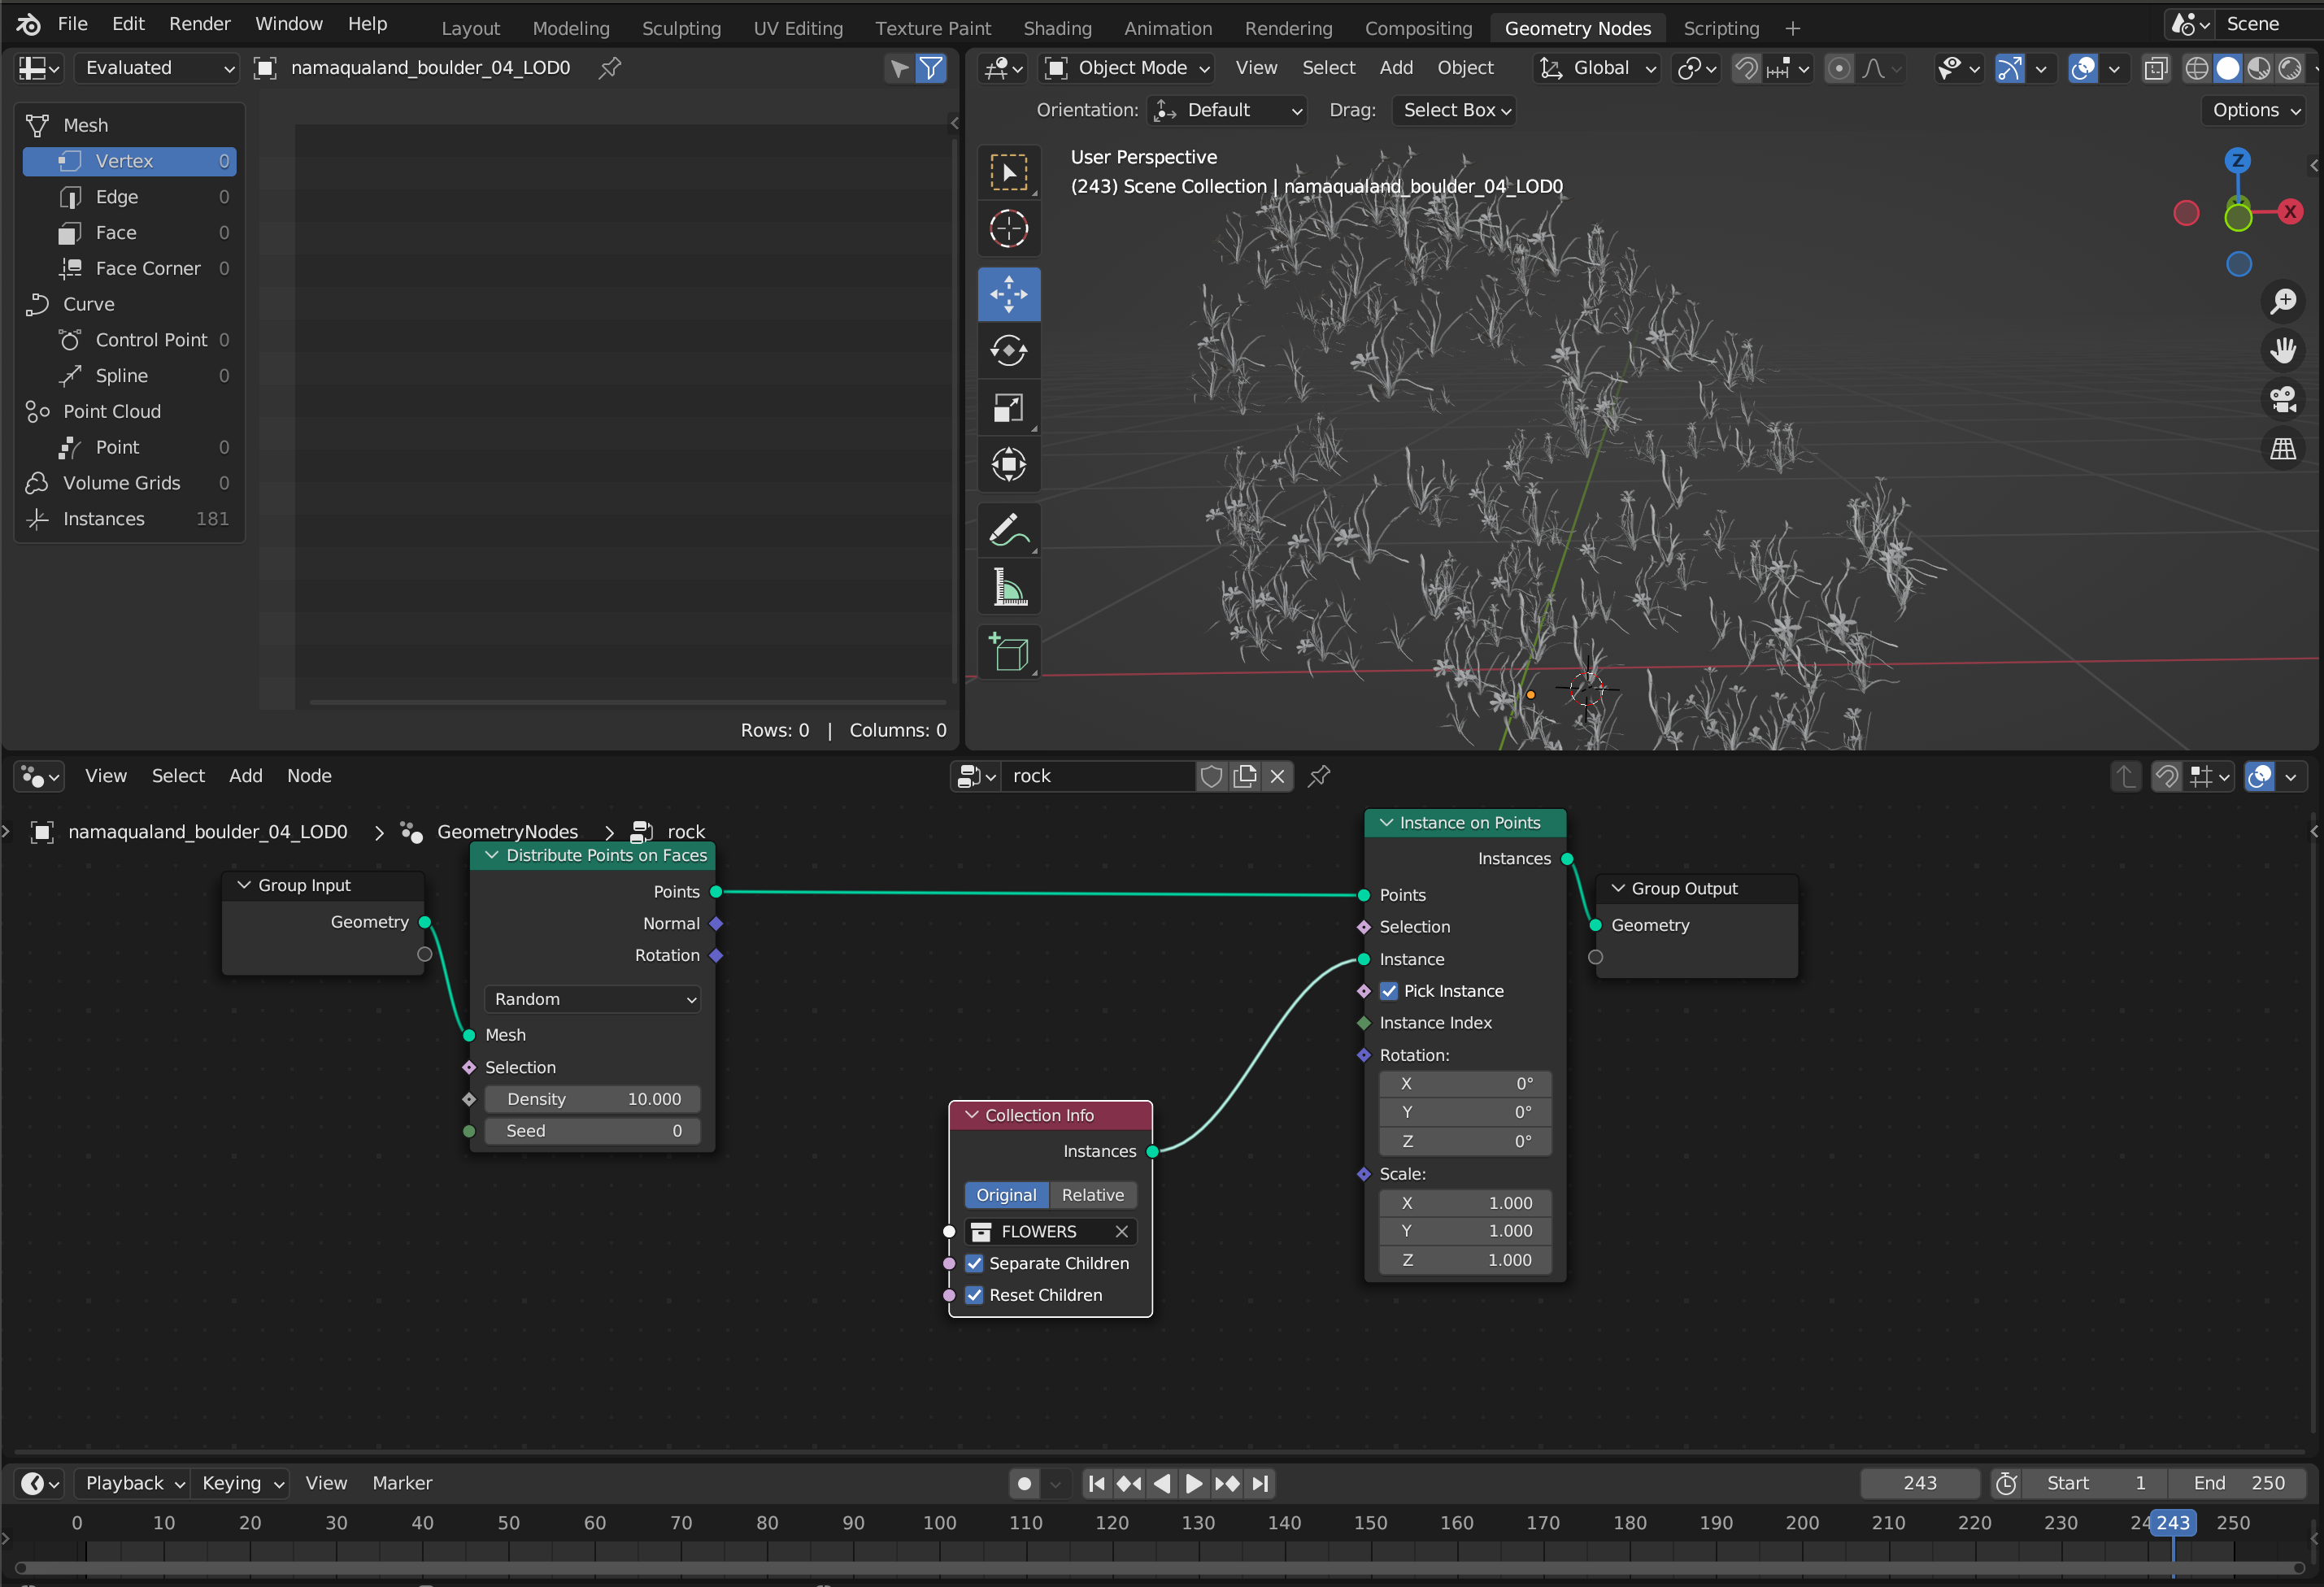 File Edit Render Window Help Layout Modeling Sculpting UV Editing Texture Paint Shading Animation Rendering Compositing Geometry Nodes Scripting + Scene
Evaluated namaqualand_boulder_04_LOD0
Object Mode View Select Add Object Global
Orientation: Default Drag: Select Box Options
Mesh
Vertex 0
Edge 0
Face 0
Face Corner 0
Curve
Control Point 0
Spline 0
Point Cloud
Point 0
Volume Grids 0
Instances 181
Rows: 0 | Columns: 0
User Perspective
(243) Scene Collection | namaqualand_boulder_04_LOD0
Z
X
View Select Add Node rock
namaqualand_boulder_04_LOD0 > GeometryNodes > rock
Group Input
Geometry
Distribute Points on Faces
Points
Normal
Rotation
Random
Mesh
Selection
Density 10.000
Seed 0
Collection Info
Instances
Original Relative
FLOWERS
Separate Children
Reset Children
Instance on Points
Instances
Points
Selection
Instance
Pick Instance
Instance Index
Rotation:
X 0°
Y 0°
Z 0°
Scale:
X 1.000
Y 1.000
Z 1.000
Group Output
Geometry
Playback Keying View Marker 243 Start 1 End 250
0 10 20 30 40 50 60 70 80 90 100 110 120 130 140 150 160 170 180 190 200 210 220 230 243 250